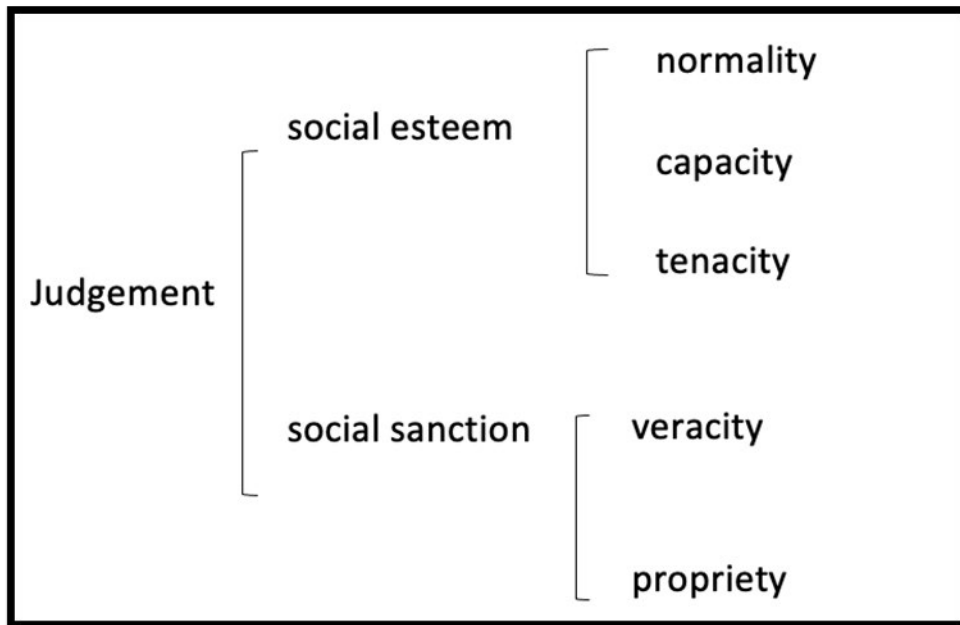 normality
social esteem
capacity
tenacity
Judgement
social sanction
veracity
propriety